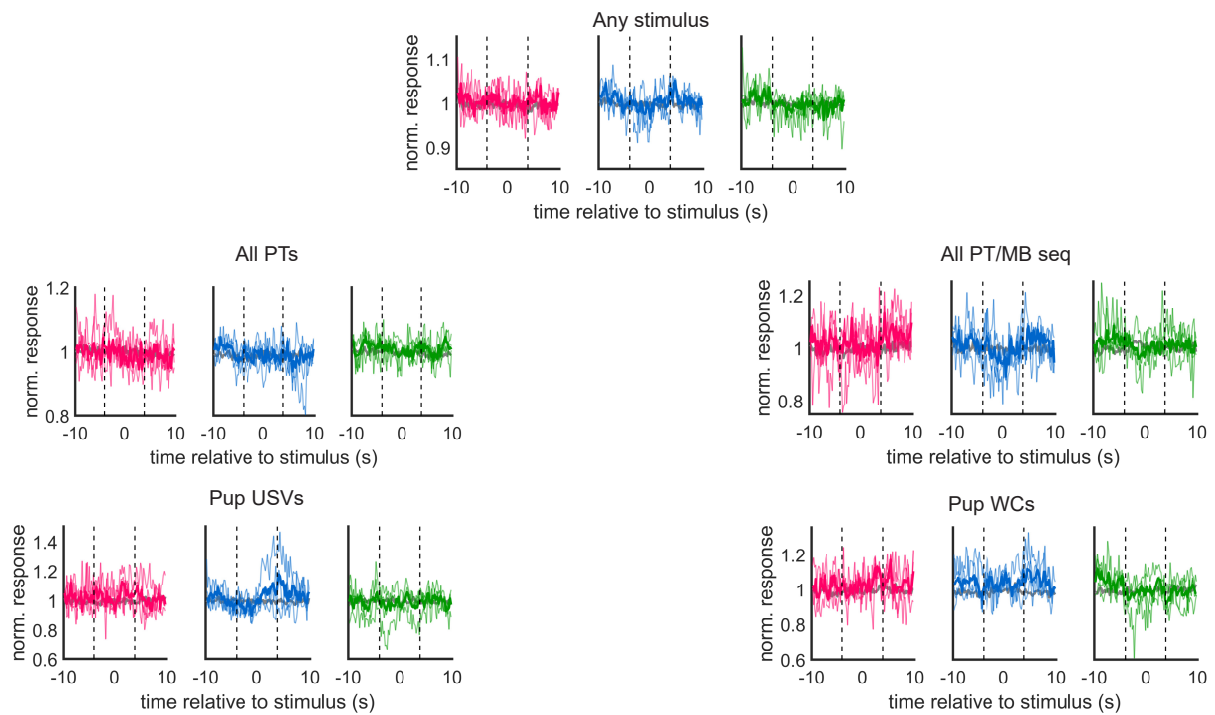 Any stimulus
norm. response
1.1
1
0.9
-10 0 10 -10 0 10 -10 0 10
time relative to stimulus (s)
All PTs
norm. response
1.2
1
0.8
-10 0 10 -10 0 10 -10 0 10
time relative to stimulus (s)
All PT/MB seq
norm. response
1.2
1
0.8
-10 0 10 -10 0 10 -10 0 10
time relative to stimulus (s)
Pup USVs
norm. response
1.4
1.2
1
0.8
0.6
-10 0 10 -10 0 10 -10 0 10
time relative to stimulus (s)
Pup WCs
norm. response
1.2
1
0.8
0.6
-10 0 10 -10 0 10 -10 0 10
time relative to stimulus (s)